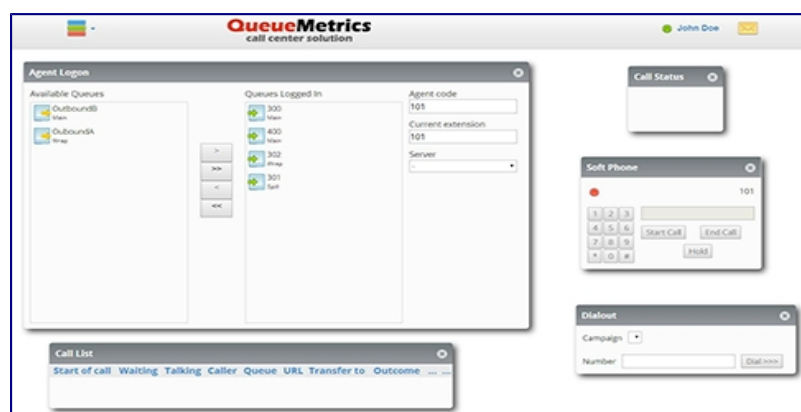 QueueMetrics
call center solution
John Doe
Agent Logon
Available Queues
OutboundB
Main
OuboundA
Wrap
>
>>
<
<<
Queues Logged In
300
Main
400
Main
302
Wrap
301
Spill
Agent code
101
Current extension
101
Server
-
Call Status
Soft Phone
101
1 2 3
4 5 6
7 8 9
* 0 #
Start Call End Call
Hold
Dialout
Campaign
Number Dial >>>
Call List
Start of call Waiting Talking Caller Queue URL Transfer to Outcome ... ...